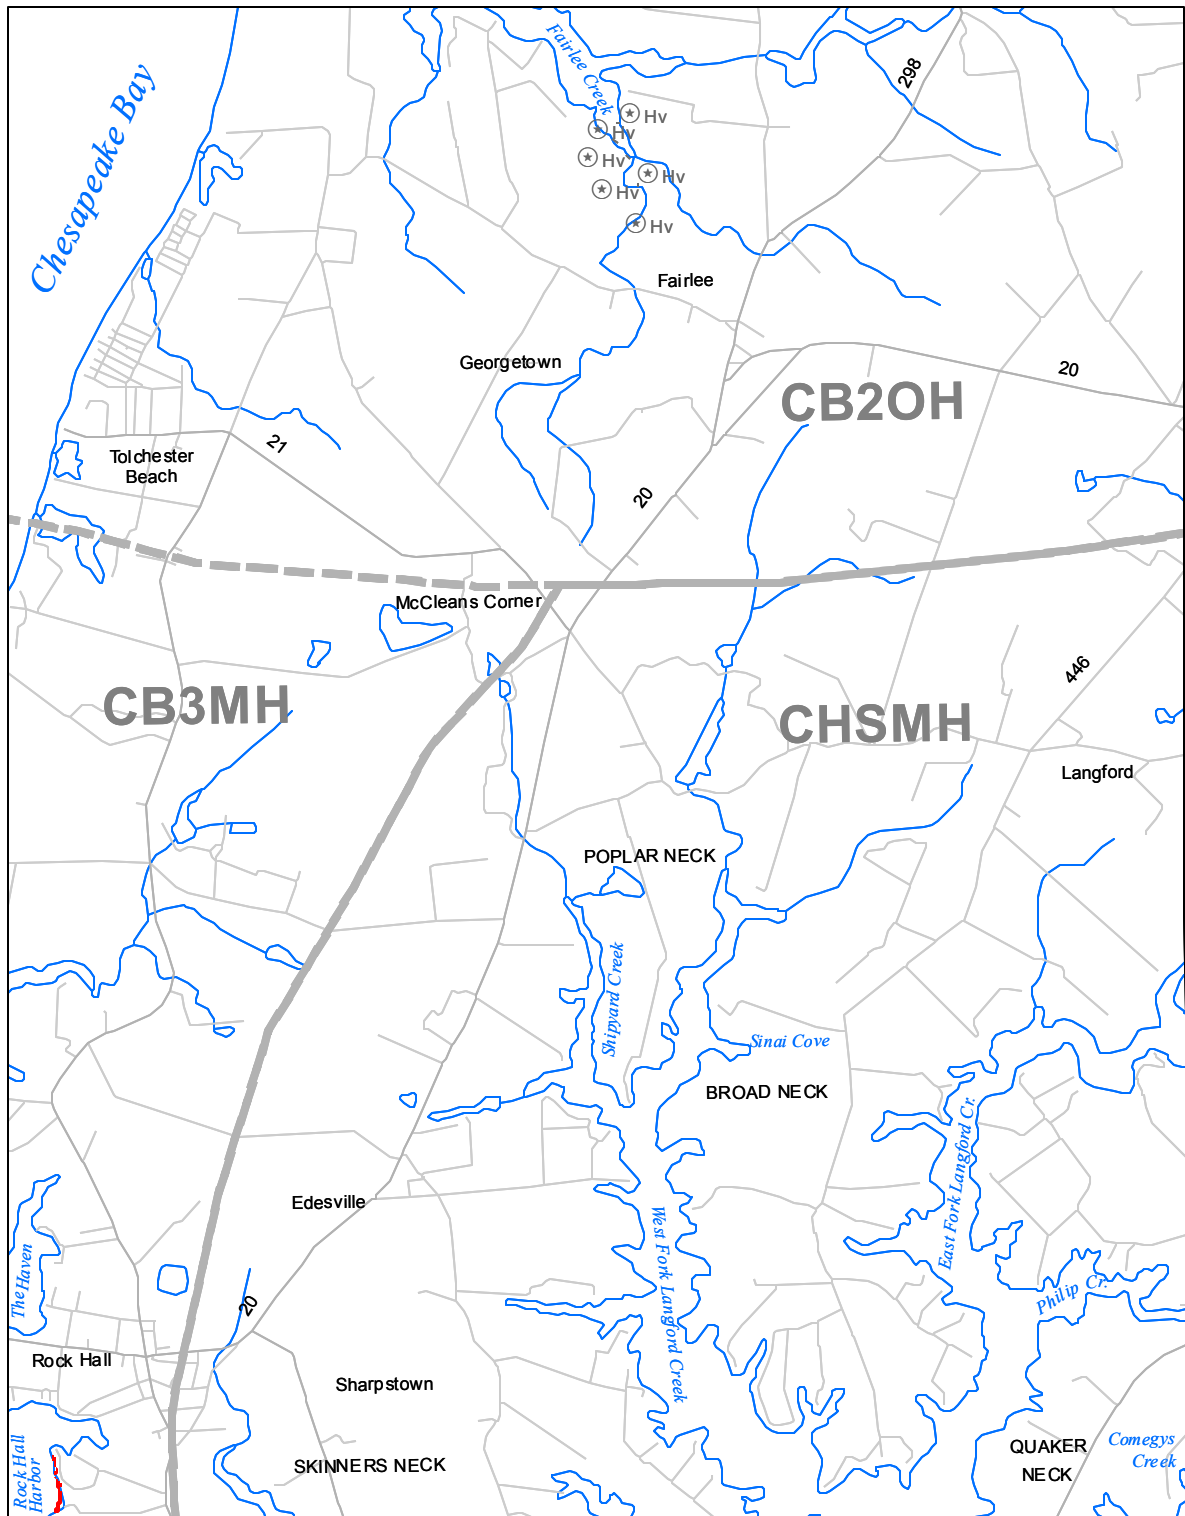 Fairlee Creek
298
Chesapeake Bay
Hv
Hv
Hv
Hv
Hv
Hv
Fairlee
Georgetown
20
CB2OH
21
Tolchester
Beach
20
McCleans Corner
446
CB3MH
CHSMH
Langford
POPLAR NECK
Shipyard Creek
Sinai Cove
BROAD NECK
East Fork Langford Cr.
Edesville
West Fork Langford Creek
The Haven
Philip Cr.
20
Rock Hall
Sharpstown
Rock Hall
Harbor
SKINNERS NECK
QUAKER
NECK
Comegys
Creek